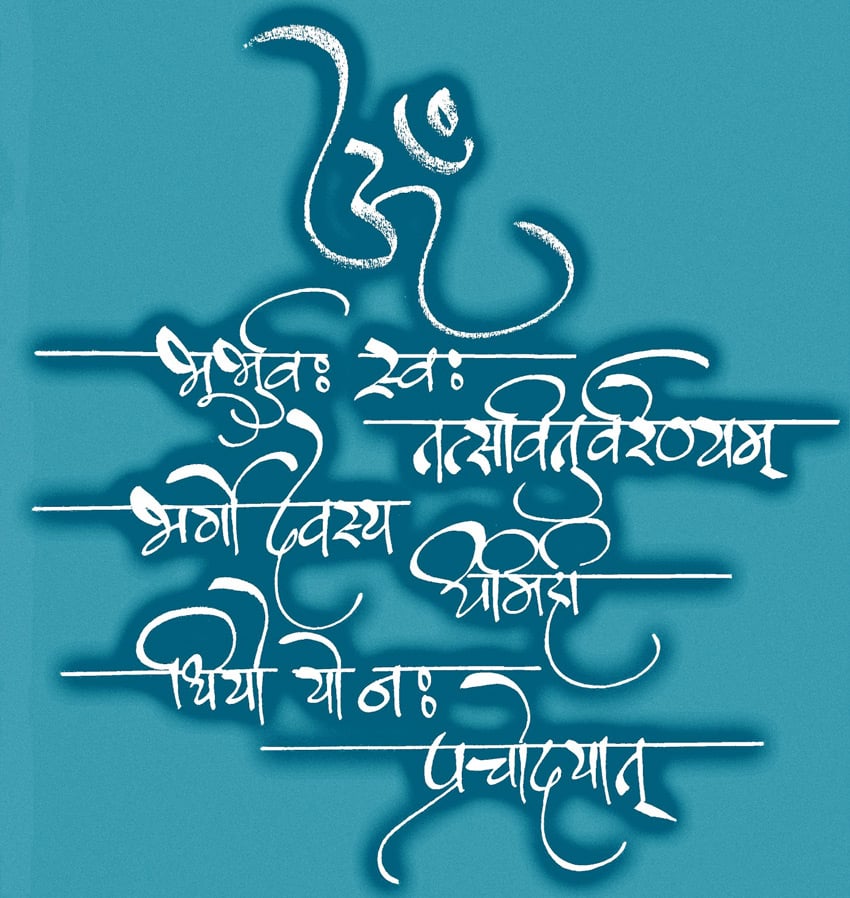 ॐ
भूर्भुवः स्वः
तत्सवितुर्वरेण्यम्
भर्गो देवस्य
धीमही
धियो यो नः
प्रचोदयात्